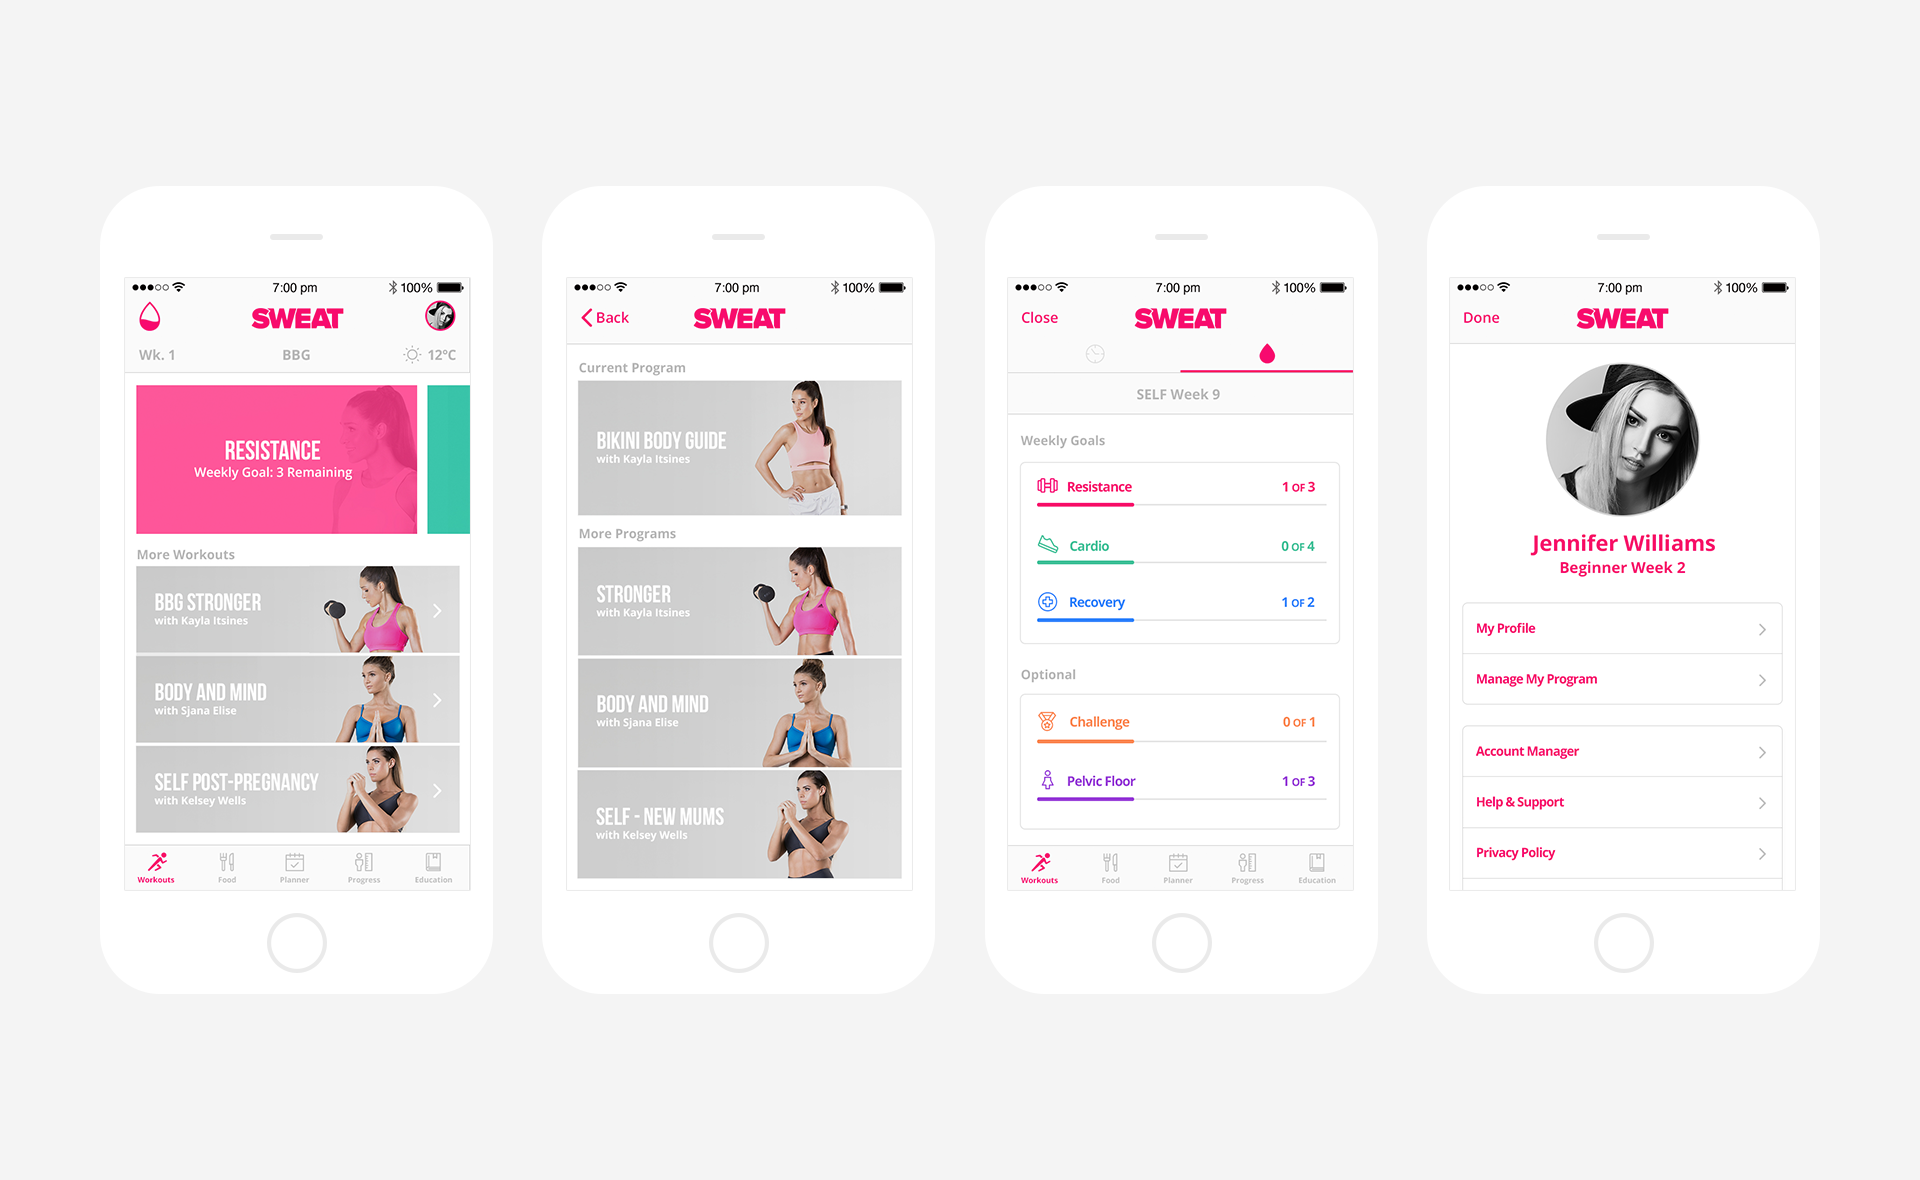 7:00 pm
100%
SWEAT
Wk. 1
BBG
12°C
RESISTANCE
Weekly Goal: 3 Remaining
More Workouts
BBG STRONGER
with Kayla Itsines
BODY AND MIND
with Sjana Elise
SELF POST-PREGNANCY
with Kelsey Wells
Workouts
Food
Planner
Progress
Education
7:00 pm
100%
Back
SWEAT
Current Program
BIKINI BODY GUIDE
with Kayla Itsines
More Programs
STRONGER
with Kayla Itsines
BODY AND MIND
with Sjana Elise
SELF - NEW MUMS
with Kelsey Wells
7:00 pm
100%
Close
SWEAT
SELF Week 9
Weekly Goals
Resistance
1 OF 3
Cardio
0 OF 4
Recovery
1 OF 2
Optional
Challenge
0 OF 1
Pelvic Floor
1 OF 3
Workouts
Food
Planner
Progress
Education
7:00 pm
100%
Done
SWEAT
Jennifer Williams
Beginner Week 2
My Profile
Manage My Program
Account Manager
Help & Support
Privacy Policy